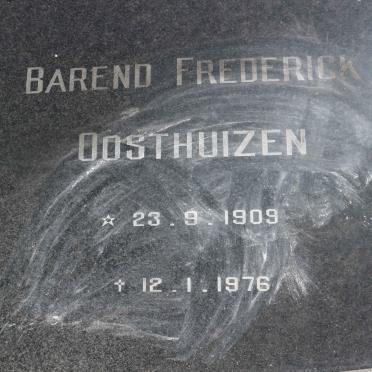 BAREND FREDERICK
OOSTHUIZEN
☆ 23.9.1909
✝ 12.1.1976